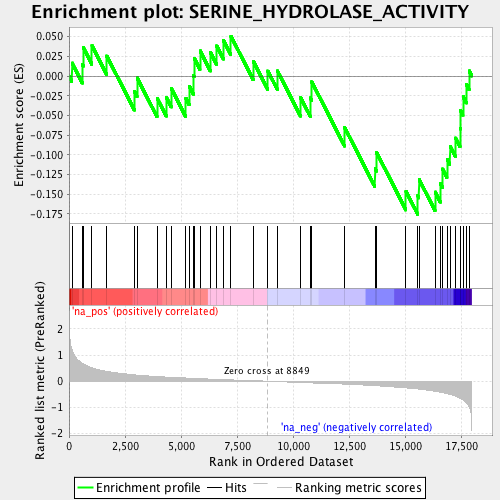 Enrichment plot: SERINE_HYDROLASE_ACTIVITY
Enrichment score (ES)
0.050
0.025
0.000
-0.025
-0.050
-0.075
-0.100
-0.125
-0.150
-0.175
'na_pos' (positively correlated)
Ranked list metric (PreRanked)
2
1
0
-1
-2
Zero cross at 8849
'na_neg' (negatively correlated)
0
2,500
5,000
7,500
10,000
12,500
15,000
17,500
Rank in Ordered Dataset
Enrichment profile
Hits
Ranking metric scores